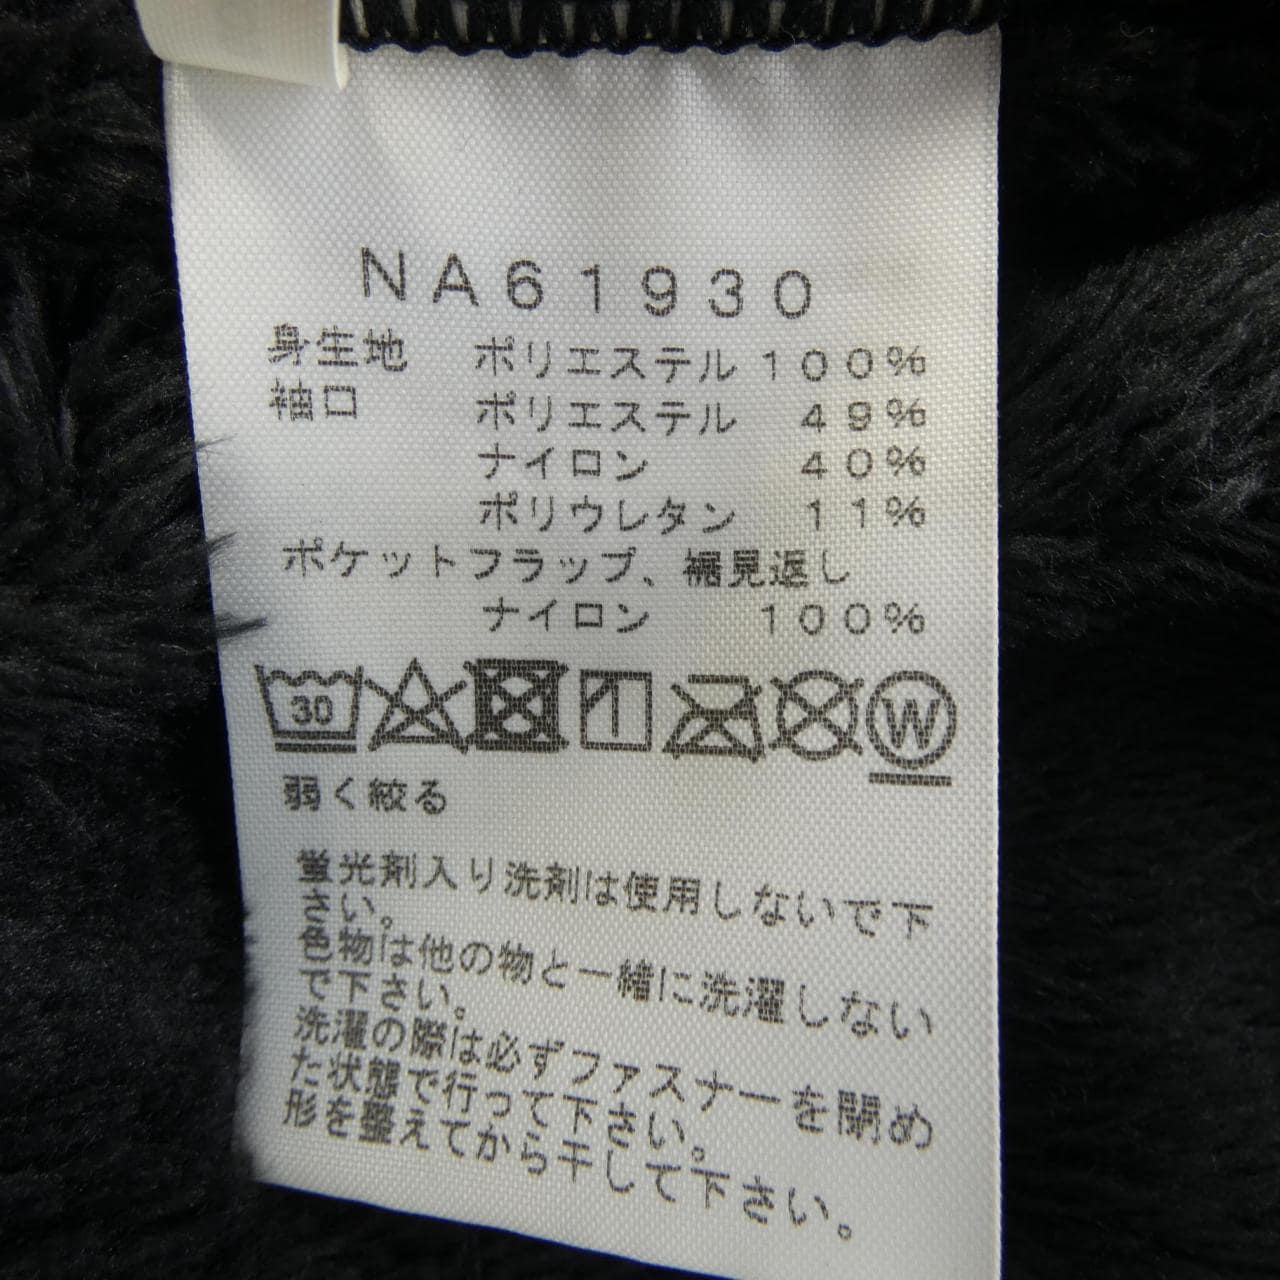 NA61930
身生地 ポリエステル 100%
袖口 ポリエステル 49%
ナイロン 40%
ポリウレタン 11%
ポケットフラップ、裾見返し
ナイロン 100%
30 W
弱く絞る
蛍光剤入り洗剤は使用しないで下
さい。
色物は他の物と一緒に洗濯しない
で下さい。
洗濯の際は必ずファスナーを閉め
た状態で行って下さい。
形を整えてから干して下さい。